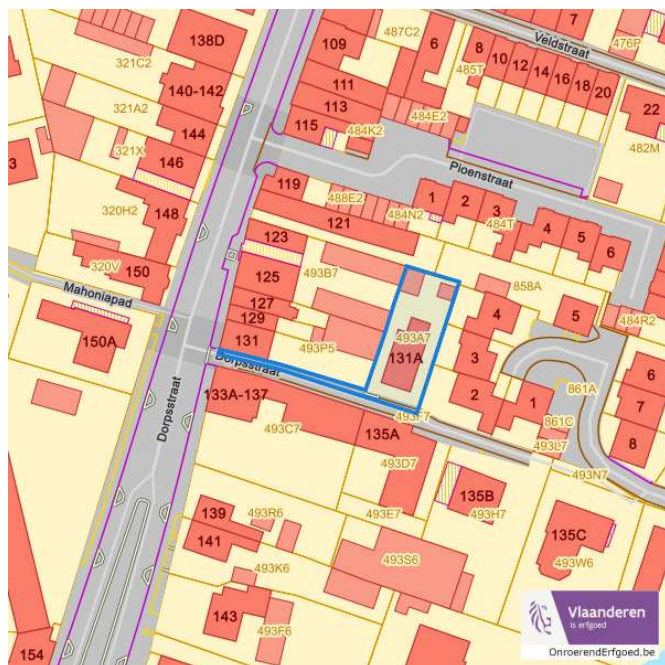 138D
109
487C2
6
8
10
12
14
16
18
20
7
476P
Veldstraat
321C2
485T
140-142
111
22
321A2
113
144
115
484K2
484E2
482M
321X
146
Pioenstraat
3
119
488E2
1
2
3
320H2
148
121
484N2
484T
4
5
6
123
320V
150
125
493B7
858A
Mahoniapad
127
129
4
5
484R2
150A
131
493P5
493A7
131A
3
Dorpsstraat
6
861A
133A-137
2
1
7
493F7
861C
Dorpsstraat
493C7
135A
493L7
8
493D7
493N7
135B
139
493R6
493E7
493H7
135C
141
493S6
493W6
493K6
143
493F6
154
Vlaanderen
is erfgoed
OnroerendErfgoed.be